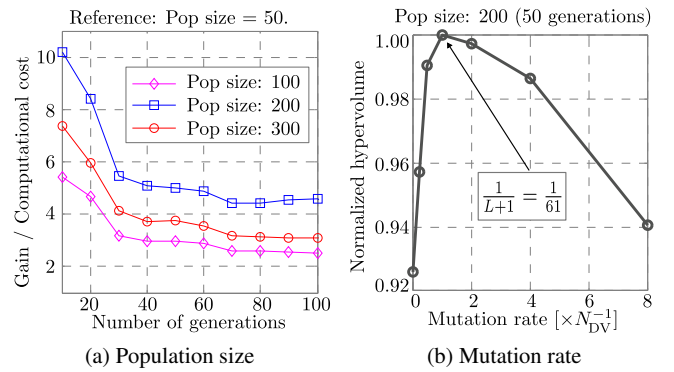 Reference: Pop size = 50.
Gain / Computational cost
10
8
6
4
2
Pop size: 100
Pop size: 200
Pop size: 300
20 40 60 80 100
Number of generations
(a) Population size
Pop size: 200 (50 generations)
Normalized hypervolume
1.00
0.98
0.96
0.94
0.92
1/(L+1) = 1/61
0 2 4 6 8
Mutation rate [×N_DV^−1]
(b) Mutation rate